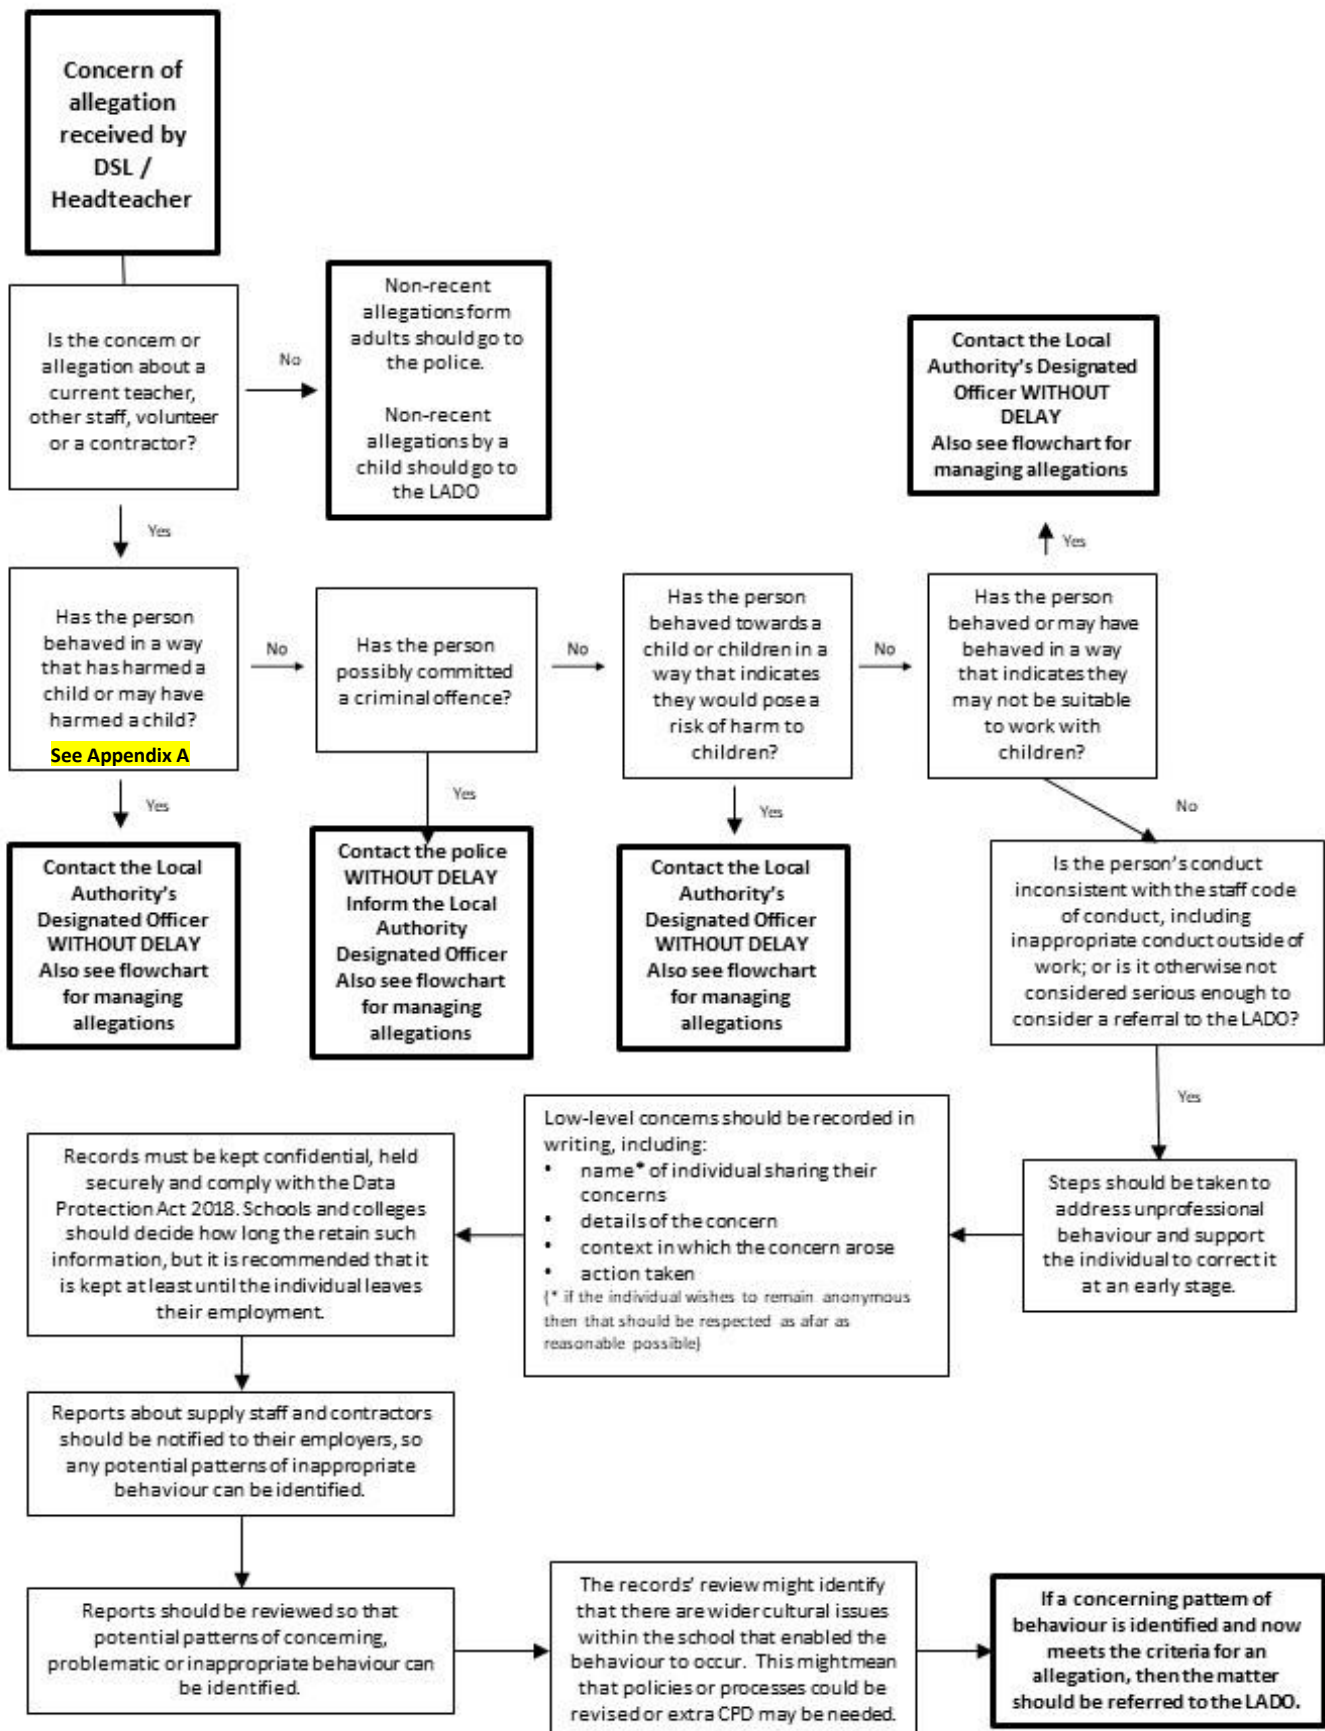 Concern of
allegation
received by
DSL /
Headteacher
Is the concern or
allegation about a
current teacher,
other staff, volunteer
or a contractor?
No
Non-recent
allegations form
adults should go to
the police.
Non-recent
allegations by a
child should go to
the LADO
Yes
Contact the Local
Authority's Designated
Officer WITHOUT
DELAY
Also see flowchart for
managing allegations
Yes
Has the person
behaved in a way
that has harmed a
child or may have
harmed a child?
See Appendix A
No
Has the person
possibly committed
a criminal offence?
No
Has the person
behaved towards a
child or children in a
way that indicates
they would pose a
risk of harm to
children?
No
Has the person
behaved or may have
behaved in a way
that indicates they
may not be suitable
to work with
children?
Yes
Yes
Yes
No
Contact the Local
Authority's
Designated Officer
WITHOUT DELAY
Also see flowchart
for managing
allegations
Contact the police
WITHOUT DELAY
Inform the Local
Authority
Designated Officer
Also see flowchart
for managing
allegations
Contact the Local
Authority's
Designated Officer
WITHOUT DELAY
Also see flowchart
for managing
allegations
Is the person's conduct
inconsistent with the staff code
of conduct, including
inappropriate conduct outside of
work; or is it otherwise not
considered serious enough to
consider a referral to the LADO?
Yes
Steps should be taken to
address unprofessional
behaviour and support
the individual to correct it
at an early stage.
Low-level concerns should be recorded in
writing, including:
• name* of individual sharing their
concerns
• details of the concern
• context in which the concern arose
• action taken
(* if the individual wishes to remain anonymous
then that should be respected as afar as
reasonable possible)
Records must be kept confidential, held
securely and comply with the Data
Protection Act 2018. Schools and colleges
should decide how long the retain such
information, but it is recommended that it
is kept at least until the individual leaves
their employment.
Reports about supply staff and contractors
should be notified to their employers, so
any potential patterns of inappropriate
behaviour can be identified.
Reports should be reviewed so that
potential patterns of concerning,
problematic or inappropriate behaviour can
be identified.
The records' review might identify
that there are wider cultural issues
within the school that enabled the
behaviour to occur. This might mean
that policies or processes could be
revised or extra CPD may be needed.
If a concerning pattern of
behaviour is identified and now
meets the criteria for an
allegation, then the matter
should be referred to the LADO.